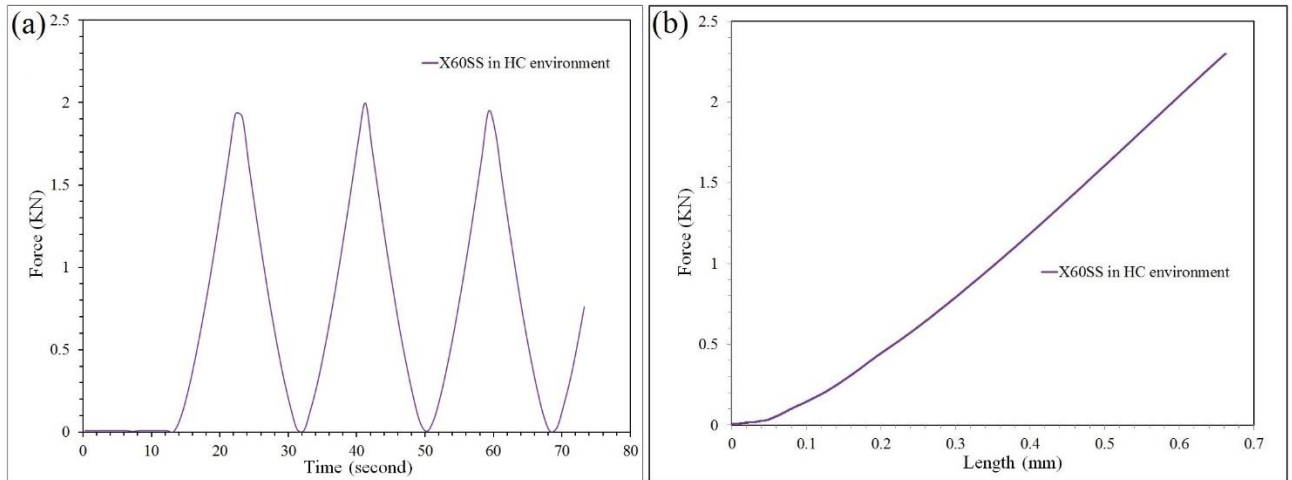 (a)
2.5
2
1.5
1
0.5
0
Force (KN)
X60SS in HC environment
0 10 20 30 40 50 60 70 80
Time (second)
(b)
2.5
2
1.5
1
0.5
0
Force (KN)
X60SS in HC environment
0 0.1 0.2 0.3 0.4 0.5 0.6 0.7
Length (mm)